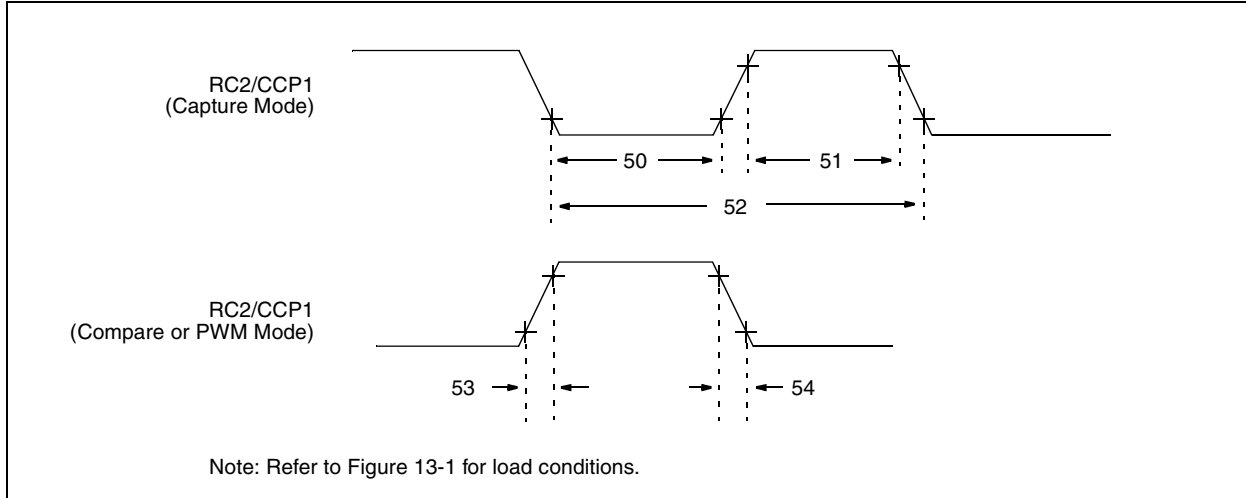 RC2/CCP1
(Capture Mode)
50
51
52
RC2/CCP1
(Compare or PWM Mode)
53
54
Note: Refer to Figure 13-1 for load conditions.